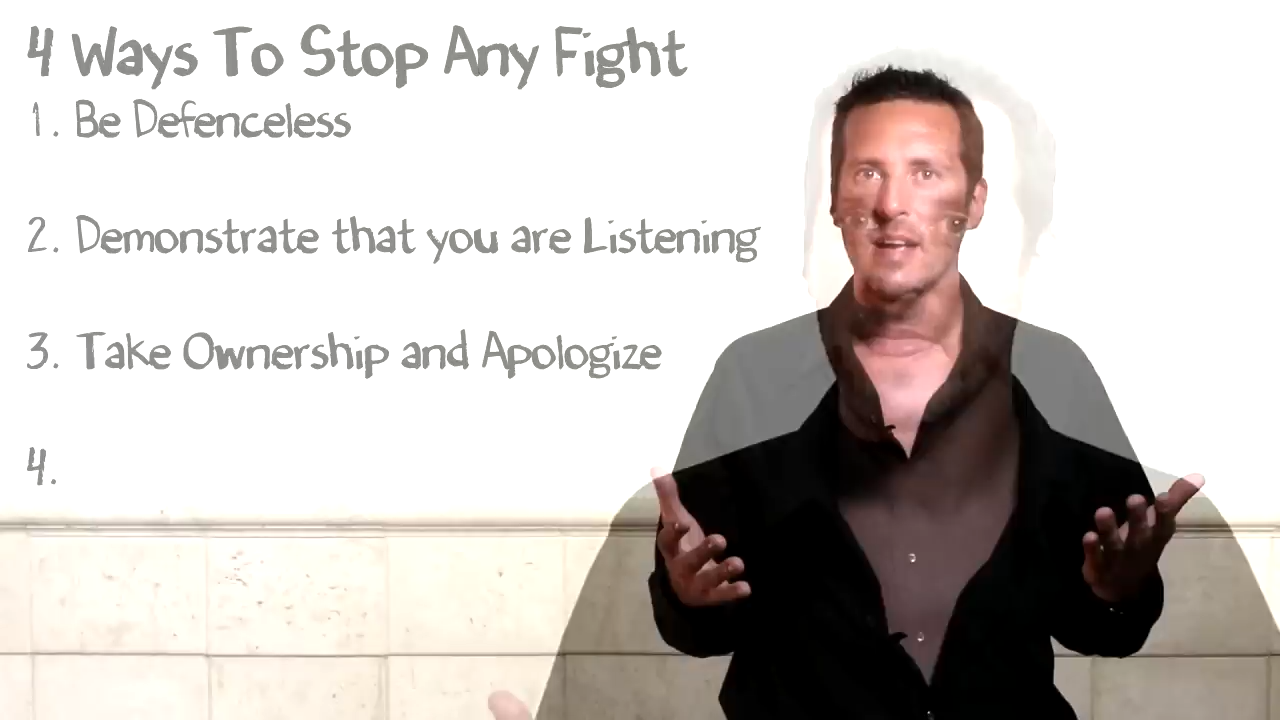 4 Ways To Stop Any Fight
1. Be Defenceless
2. Demonstrate that you are Listening
3. Take Ownership and Apologize
4.